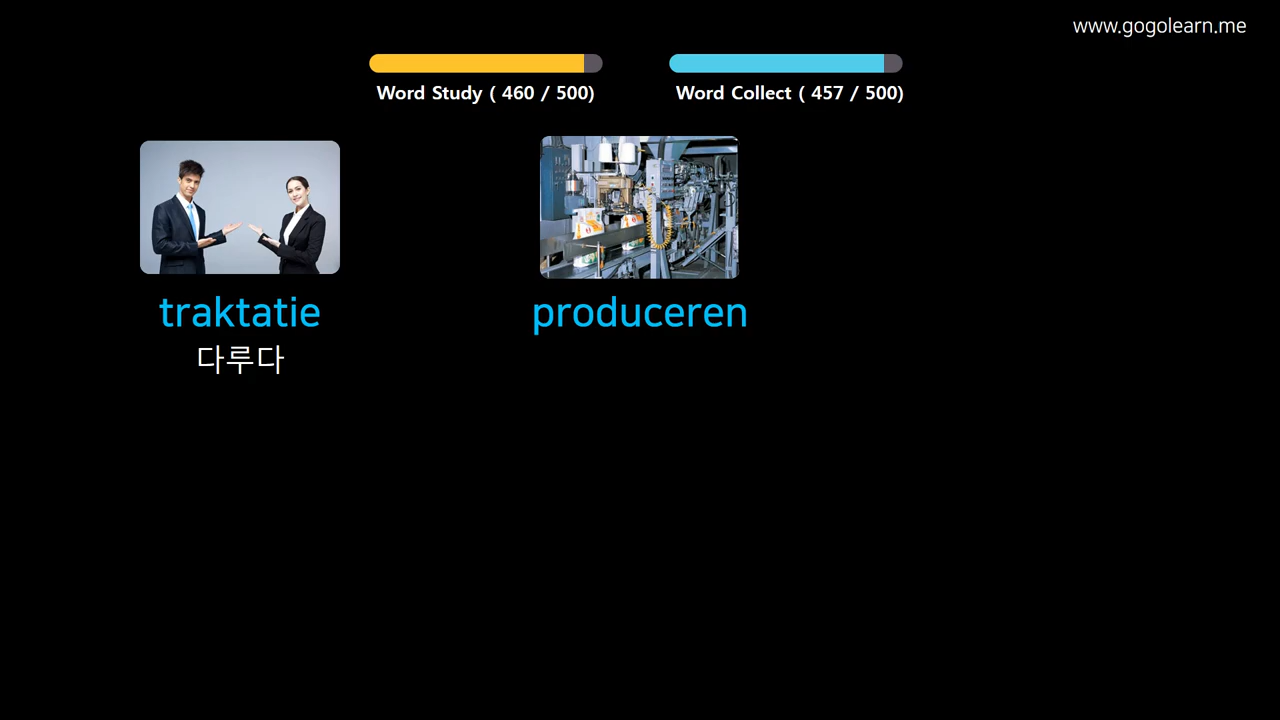 www.gogolearn.me
Word Study ( 460 / 500)
Word Collect ( 457 / 500)
traktatie
다루다
produceren